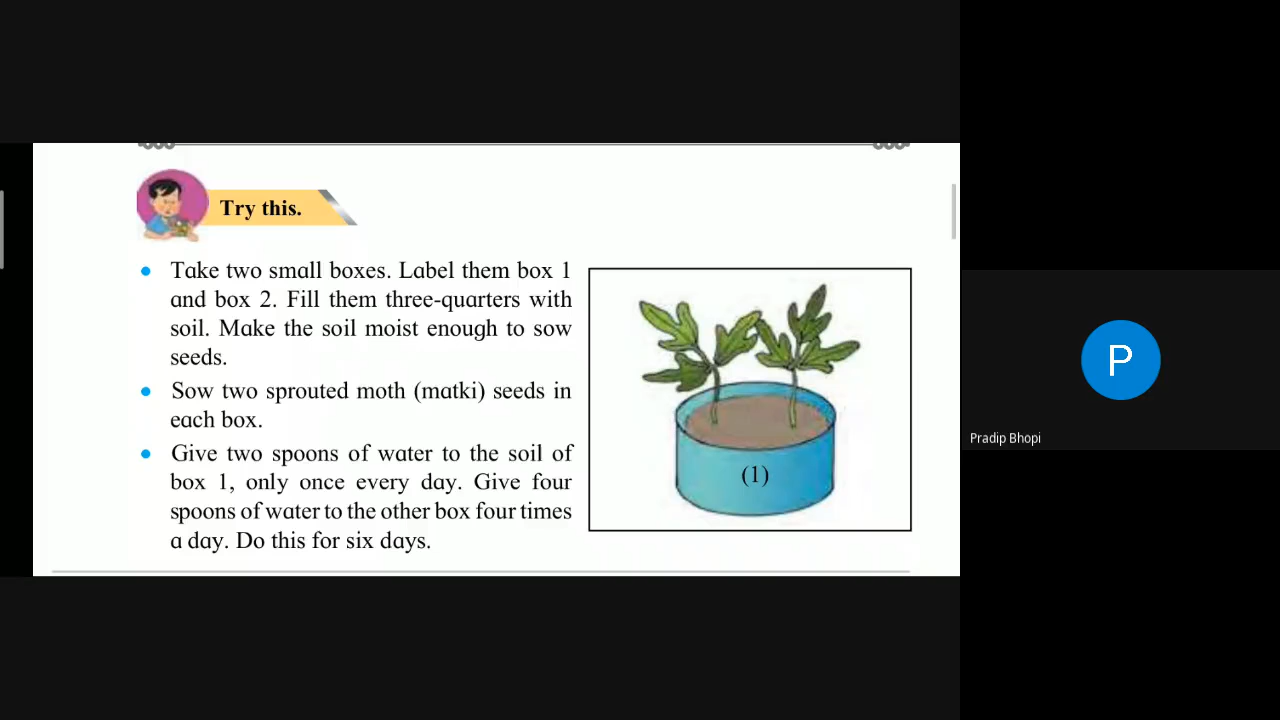 Try this.
● Take two small boxes. Label them box 1
and box 2. Fill them three-quarters with
soil. Make the soil moist enough to sow
seeds.
● Sow two sprouted moth (matki) seeds in
each box.
● Give two spoons of water to the soil of
box 1, only once every day. Give four
spoons of water to the other box four times
a day. Do this for six days.
(1)
P
Pradip Bhopi